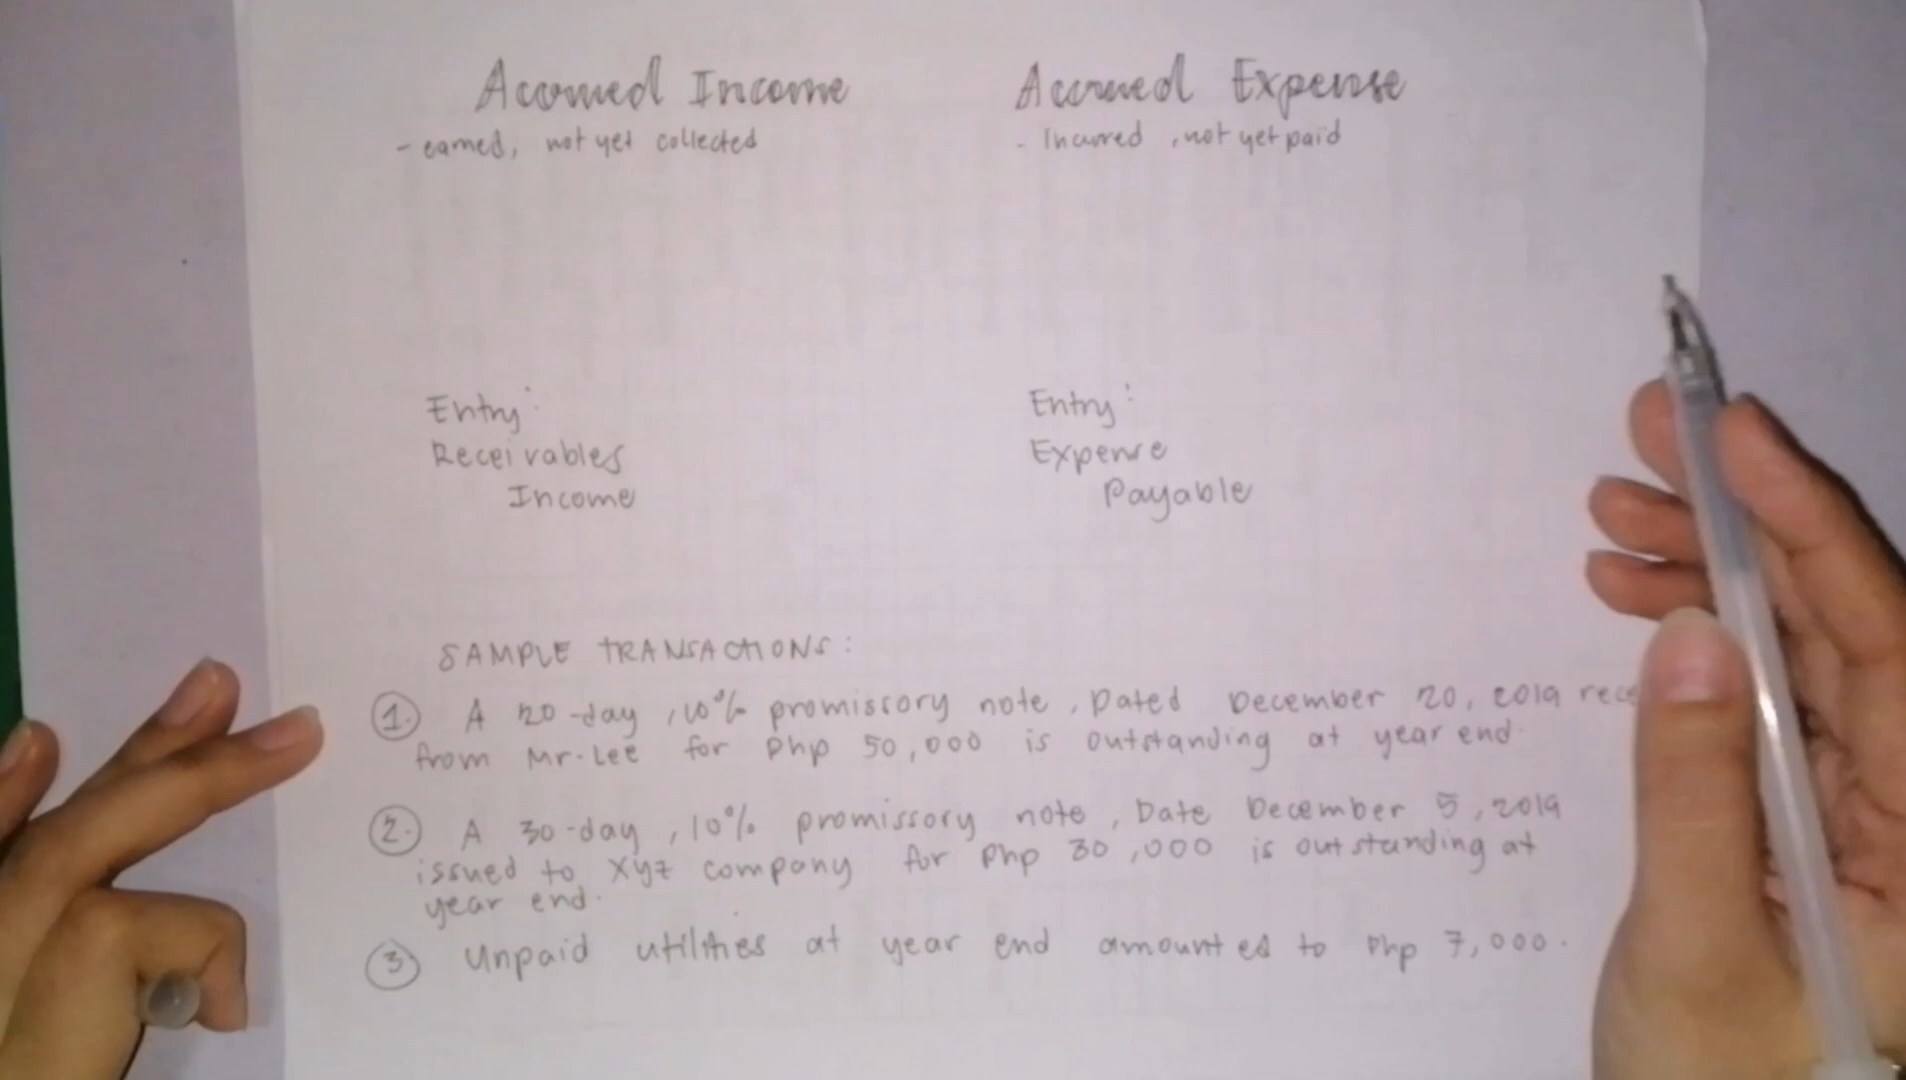 Accrued Income
- earned, not yet collected
Accrued Expense
- Incurred, not yet paid
Entry:
Receivables
Income
Entry:
Expense
Payable
SAMPLE TRANSACTIONS:
1. A 20-day, 10% promissory note, Dated December 20, 2019
from Mr. Lee for Php 50,000 is outstanding at year end.
2. A 30-day, 10% promissory note, Date December 5, 2019
issued to XYZ company for Php 30,000 is outstanding at
year end.
3 Unpaid utilities at year end amounted to Php 7,000.